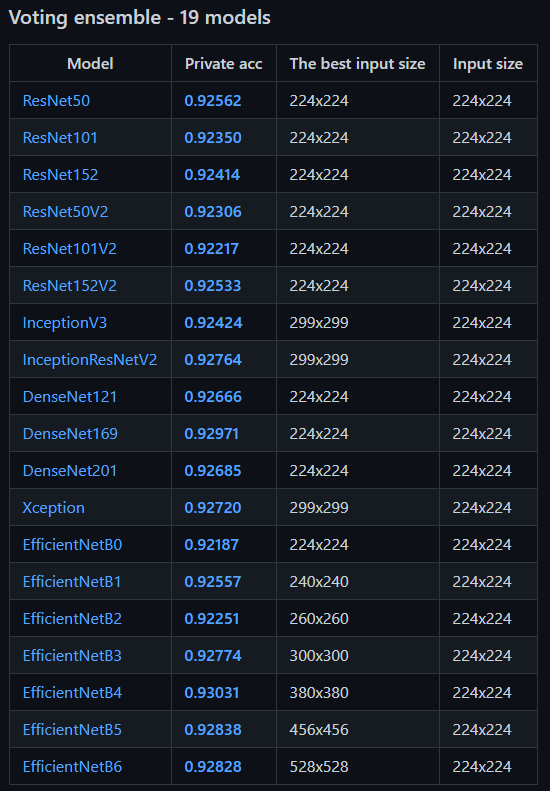 Voting ensemble - 19 models
Model Private acc The best input size Input size
ResNet50 0.92562 224x224 224x224
ResNet101 0.92350 224x224 224x224
ResNet152 0.92414 224x224 224x224
ResNet50V2 0.92306 224x224 224x224
ResNet101V2 0.92217 224x224 224x224
ResNet152V2 0.92533 224x224 224x224
InceptionV3 0.92424 299x299 224x224
InceptionResNetV2 0.92764 299x299 224x224
DenseNet121 0.92666 224x224 224x224
DenseNet169 0.92971 224x224 224x224
DenseNet201 0.92685 224x224 224x224
Xception 0.92720 299x299 224x224
EfficientNetB0 0.92187 224x224 224x224
EfficientNetB1 0.92557 240x240 224x224
EfficientNetB2 0.92251 260x260 224x224
EfficientNetB3 0.92774 300x300 224x224
EfficientNetB4 0.93031 380x380 224x224
EfficientNetB5 0.92838 456x456 224x224
EfficientNetB6 0.92828 528x528 224x224